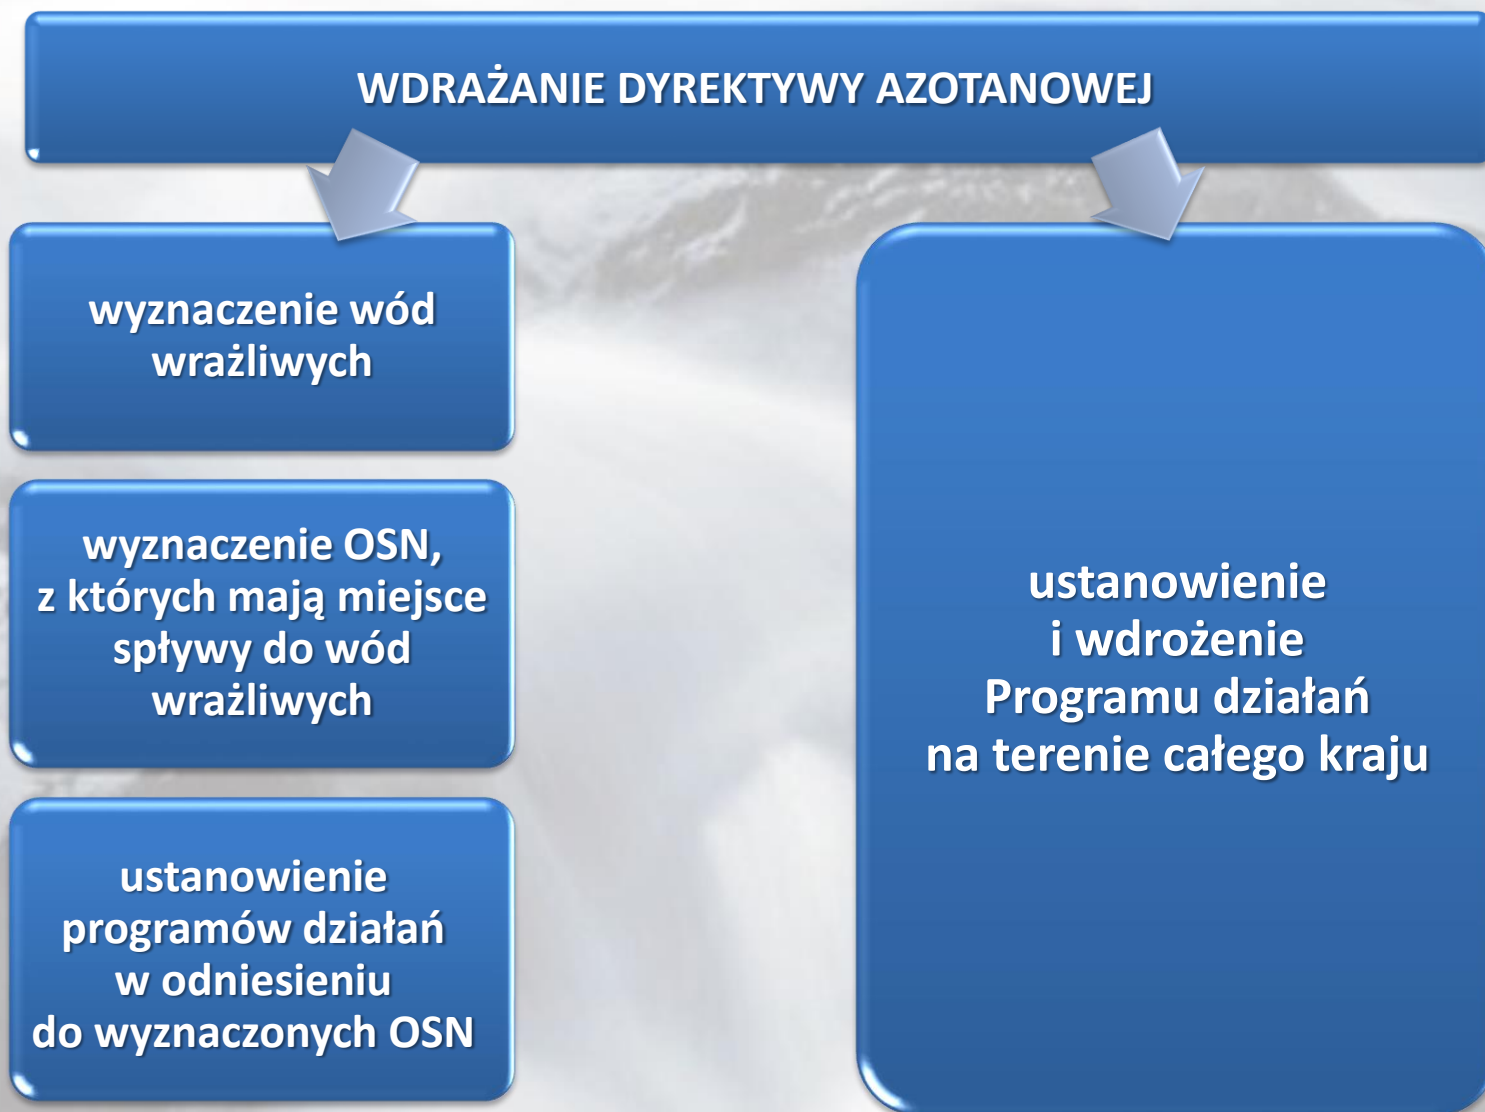 WDRAŻANIE DYREKTYWY AZOTANOWEJ
wyznaczenie wód
wrażliwych
wyznaczenie OSN,
z których mają miejsce
spływy do wód
wrażliwych
ustanowienie
programów działań
w odniesieniu
do wyznaczonych OSN
ustanowienie
i wdrożenie
Programu działań
na terenie całego kraju